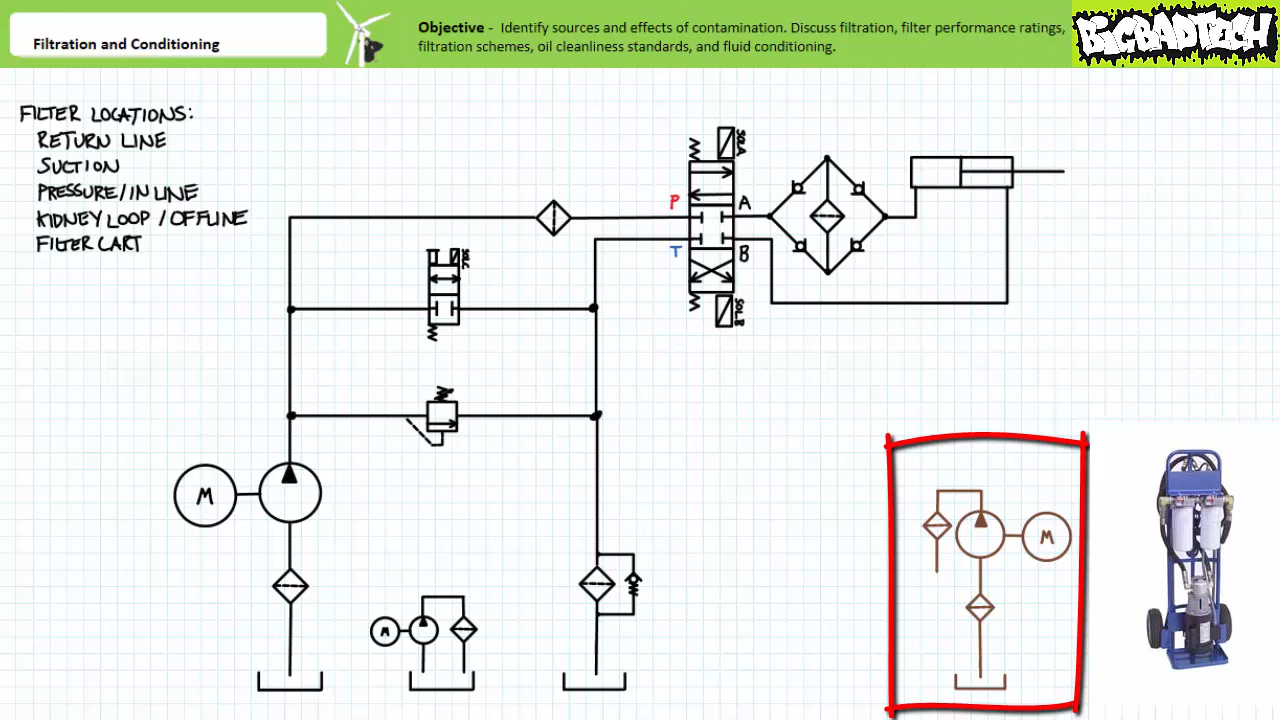 Filtration and Conditioning
Objective - Identify sources and effects of contamination. Discuss filtration, filter performance ratings,
filtration schemes, oil cleanliness standards, and fluid conditioning.
BIGBADTECH
FILTER LOCATIONS:
RETURN LINE
SUCTION
PRESSURE/IN LINE
KIDNEY LOOP / OFFLINE
FILTER CART
SOL A
P
A
T
B
SOL B
SOL C
M
M
M